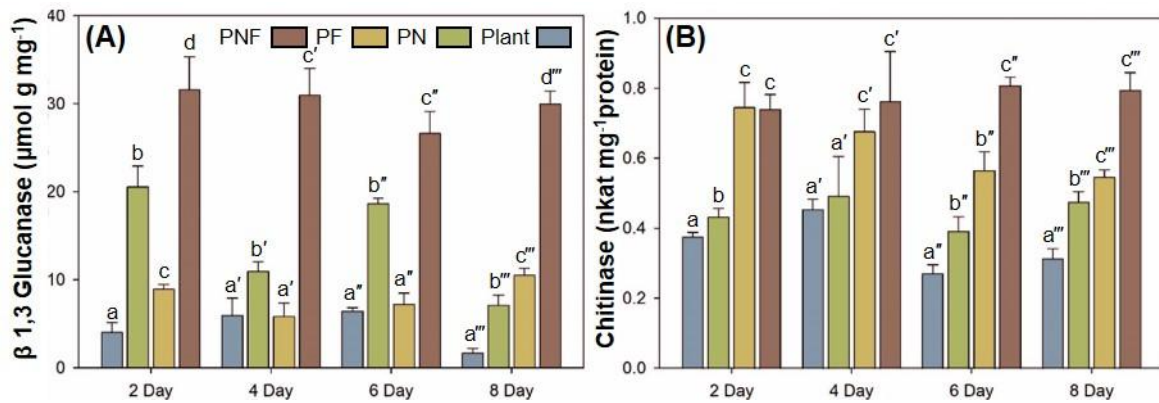 (A)
PNF PF PN Plant
β 1,3 Glucanase (µmol g mg⁻¹)
40
30
20
10
0
a b c d
a′ b′ a′ c′
a″ b″ a″ c″
a‴ b‴ c‴ d‴
2 Day 4 Day 6 Day 8 Day
(B)
Chitinase (nkat mg⁻¹protein)
1.0
0.8
0.6
0.4
0.2
0.0
a b c c
a′ a′ c′ c′
a″ b″ b″ c″
a‴ b‴ c‴ c‴
2 Day 4 Day 6 Day 8 Day